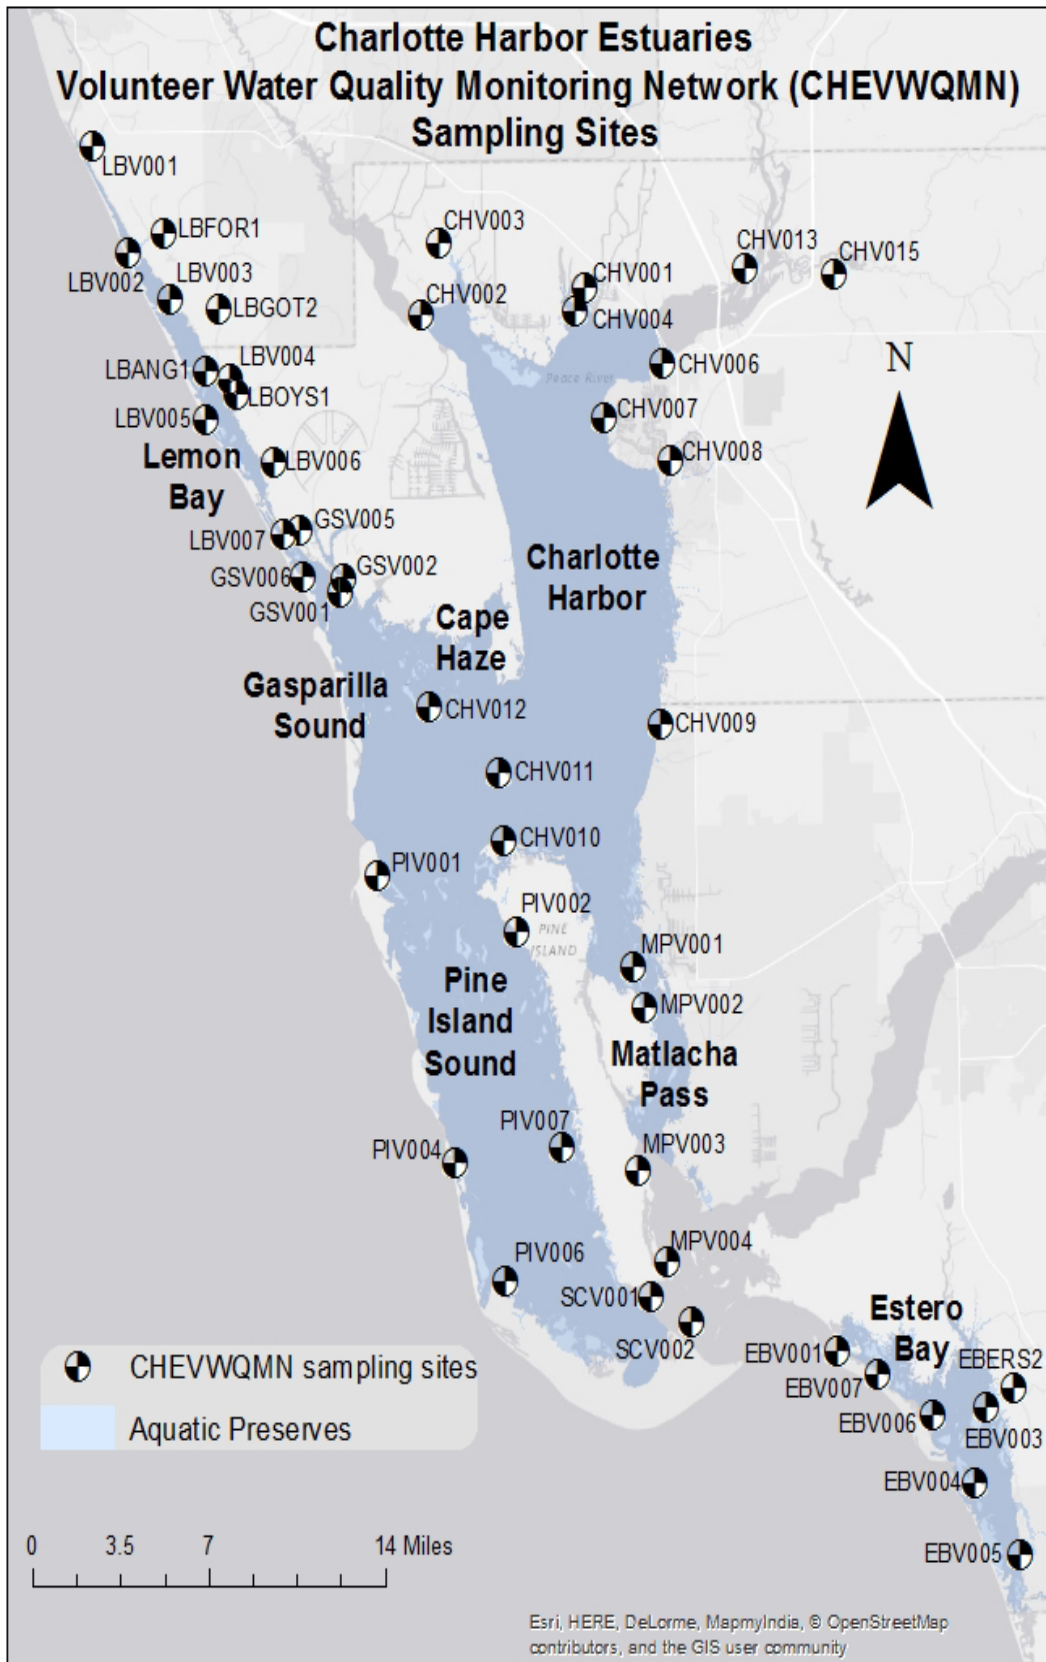 Charlotte Harbor Estuaries
Volunteer Water Quality Monitoring Network (CHEVWQMN)
Sampling Sites
LBV001
LBFOR1
CHV003
CHV013
CHV015
LBV002
LBV003
CHV001
LBGOT2
CHV002
CHV004
N
LBANG1
LBV004
CHV006
Peace River
LBOYS1
LBV005
CHV007
Lemon
Bay
LBV006
CHV008
GSV005
LBV007
GSV006
GSV002
GSV001
Charlotte
Harbor
Cape
Haze
Gasparilla
Sound
CHV012
CHV009
CHV011
CHV010
PIV001
PIV002
PINE
ISLAND
MPV001
Pine
Island
Sound
MPV002
Matlacha
Pass
PIV007
PIV004
MPV003
PIV006
MPV004
SCV001
SCV002
Estero
Bay
EBV001
EBERS2
EBV007
EBV006
EBV003
EBV004
EBV005
CHEVWQMN sampling sites
Aquatic Preserves
0 3.5 7 14 Miles
Esri, HERE, DeLorme, MapmyIndia, © OpenStreetMap
contributors, and the GIS user community